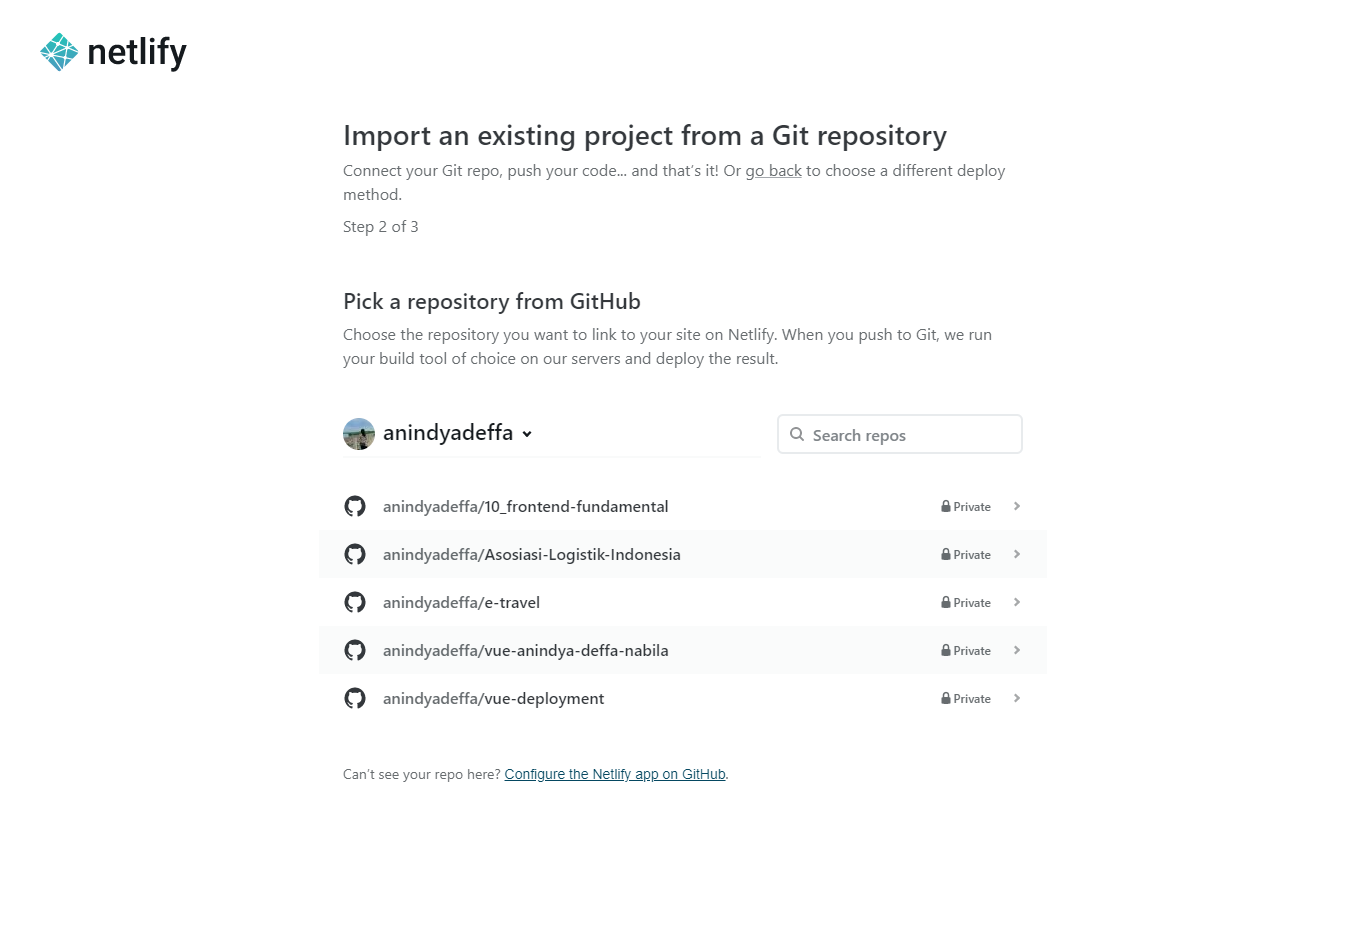 netlify
Import an existing project from a Git repository
Connect your Git repo, push your code... and that's it! Or go back to choose a different deploy
method.
Step 2 of 3
Pick a repository from GitHub
Choose the repository you want to link to your site on Netlify. When you push to Git, we run
your build tool of choice on our servers and deploy the result.
anindyadeffa
Search repos
anindyadeffa/10_frontend-fundamental Private
anindyadeffa/Asosiasi-Logistik-Indonesia Private
anindyadeffa/e-travel Private
anindyadeffa/vue-anindya-deffa-nabila Private
anindyadeffa/vue-deployment Private
Can't see your repo here? Configure the Netlify app on GitHub.